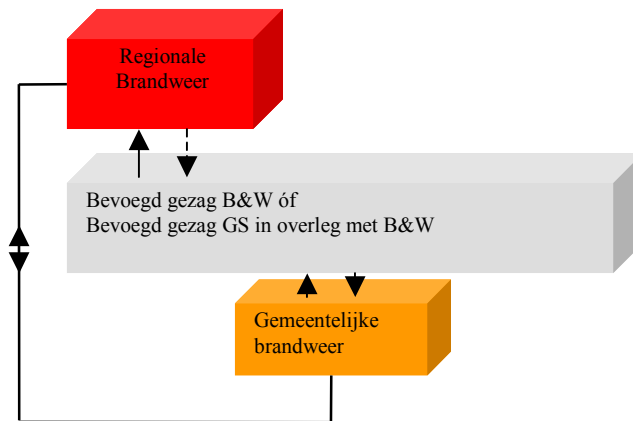 Regionale
Brandweer
Bevoegd gezag B&W óf
Bevoegd gezag GS in overleg met B&W
Gemeentelijke
brandweer